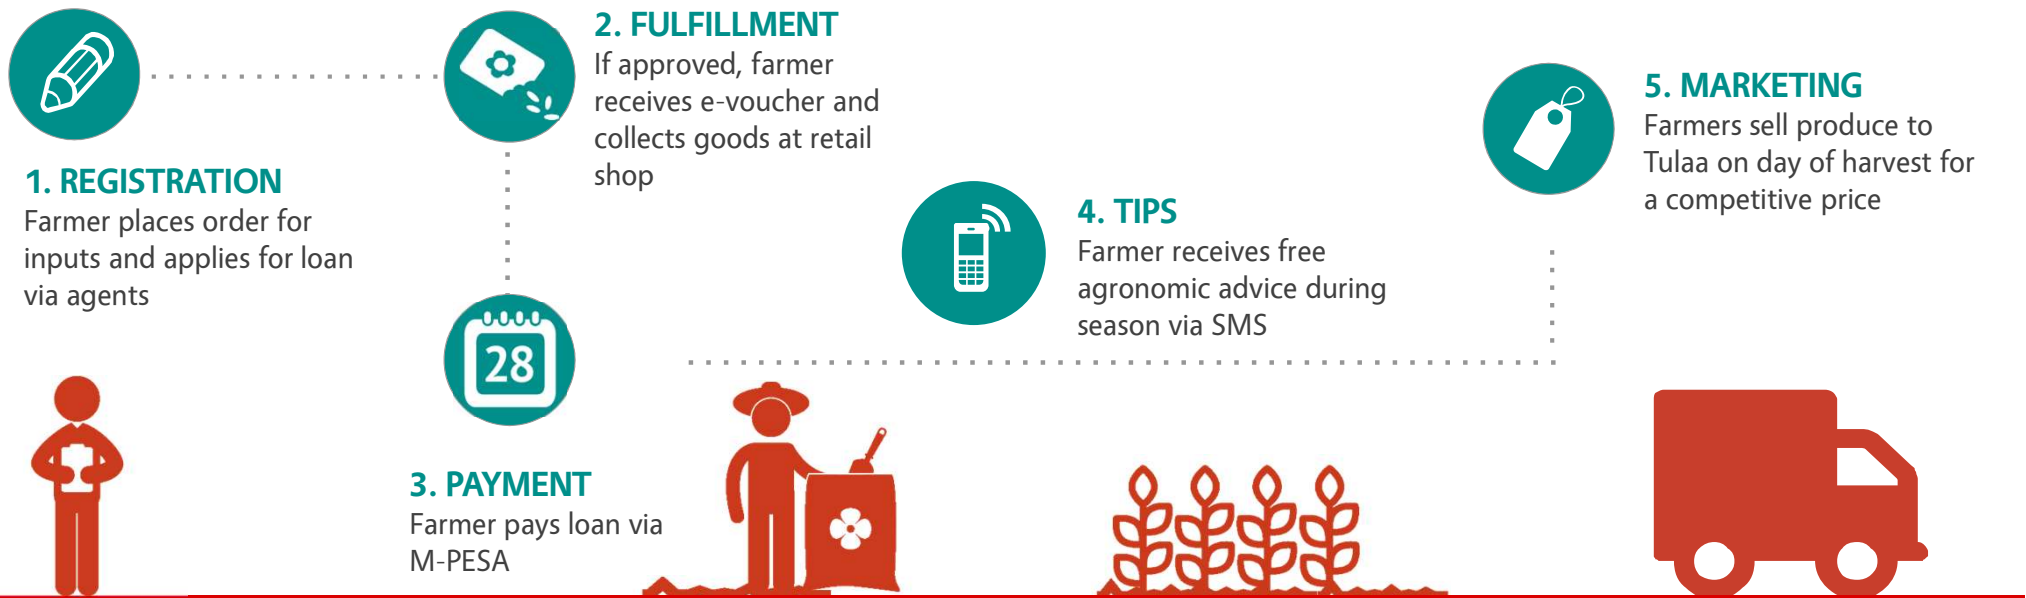 1. REGISTRATION
Farmer places order for
inputs and applies for loan
via agents
2. FULFILLMENT
If approved, farmer
receives e-voucher and
collects goods at retail
shop
28
3. PAYMENT
Farmer pays loan via
M-PESA
4. TIPS
Farmer receives free
agronomic advice during
season via SMS
5. MARKETING
Farmers sell produce to
Tulaa on day of harvest for
a competitive price